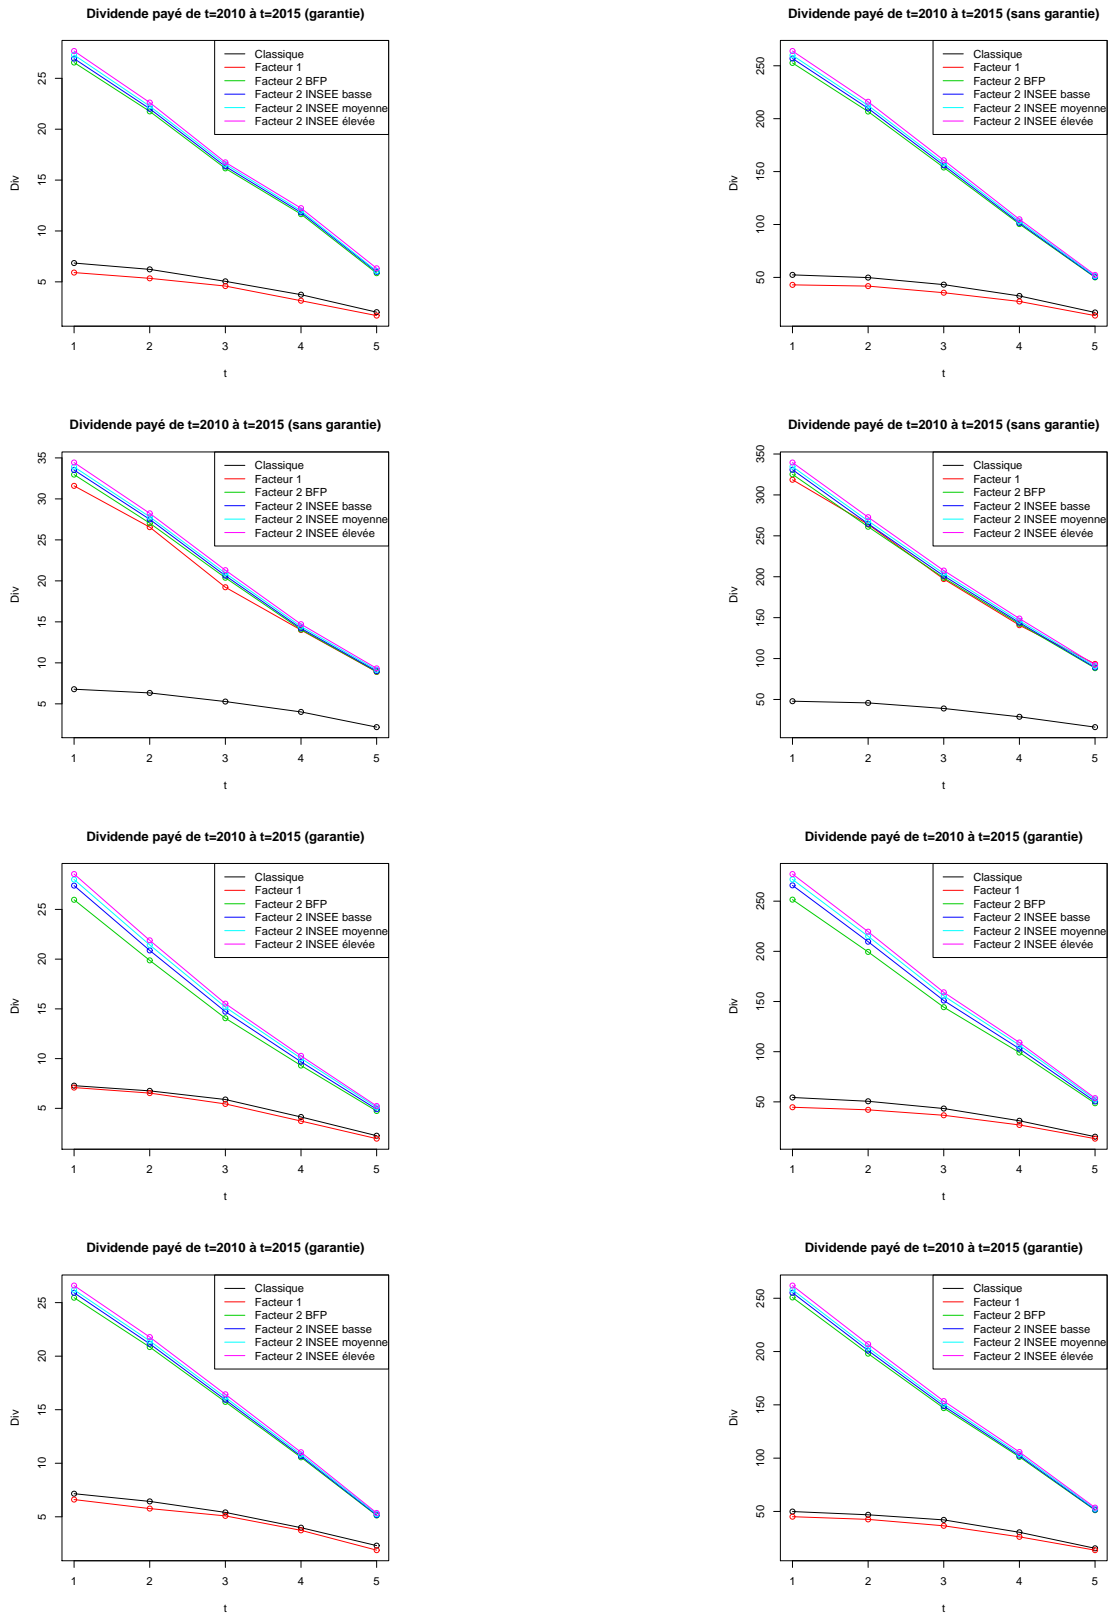 Dividende payé de t=2010 à t=2015 (garantie)
Div
25
20
15
10
5
Classique
Facteur 1
Facteur 2 BFP
Facteur 2 INSEE basse
Facteur 2 INSEE moyenne
Facteur 2 INSEE élevée
1 2 3 4 5
t
Dividende payé de t=2010 à t=2015 (sans garantie)
Div
250
200
150
100
50
Classique
Facteur 1
Facteur 2 BFP
Facteur 2 INSEE basse
Facteur 2 INSEE moyenne
Facteur 2 INSEE élevée
1 2 3 4 5
t
Dividende payé de t=2010 à t=2015 (sans garantie)
Div
35
30
25
20
15
10
5
Classique
Facteur 1
Facteur 2 BFP
Facteur 2 INSEE basse
Facteur 2 INSEE moyenne
Facteur 2 INSEE élevée
1 2 3 4 5
t
Dividende payé de t=2010 à t=2015 (sans garantie)
Div
350
300
250
200
150
100
50
Classique
Facteur 1
Facteur 2 BFP
Facteur 2 INSEE basse
Facteur 2 INSEE moyenne
Facteur 2 INSEE élevée
1 2 3 4 5
t
Dividende payé de t=2010 à t=2015 (garantie)
Div
25
20
15
10
5
Classique
Facteur 1
Facteur 2 BFP
Facteur 2 INSEE basse
Facteur 2 INSEE moyenne
Facteur 2 INSEE élevée
1 2 3 4 5
t
Dividende payé de t=2010 à t=2015 (garantie)
Div
250
200
150
100
50
Classique
Facteur 1
Facteur 2 BFP
Facteur 2 INSEE basse
Facteur 2 INSEE moyenne
Facteur 2 INSEE élevée
1 2 3 4 5
t
Dividende payé de t=2010 à t=2015 (garantie)
Div
25
20
15
10
5
Classique
Facteur 1
Facteur 2 BFP
Facteur 2 INSEE basse
Facteur 2 INSEE moyenne
Facteur 2 INSEE élevée
1 2 3 4 5
t
Dividende payé de t=2010 à t=2015 (garantie)
Div
250
200
150
100
50
Classique
Facteur 1
Facteur 2 BFP
Facteur 2 INSEE basse
Facteur 2 INSEE moyenne
Facteur 2 INSEE élevée
1 2 3 4 5
t